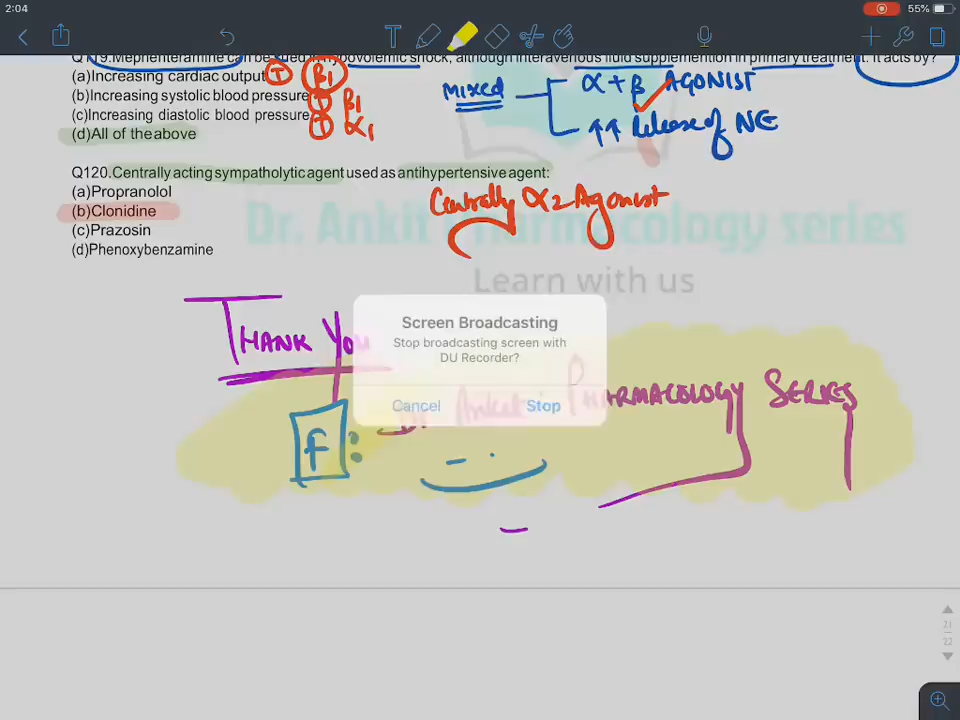 2:04
55%
T
Q119.Mephenteramine can be used in hypovolemic shock, although interavenous fluid supplemention in primary treatment. It acts by?
(a)Increasing cardiac output + β1
(b)Increasing systolic blood pressure + β1
(c)Increasing diastolic blood pressure + α1
(d)All of the above
MIXED
α + β AGONIST
↑↑ Release of NE
Q120.Centrally acting sympatholytic agent used as antihypertensive agent:
(a)Propranolol
(b)Clonidine
(c)Prazosin
(d)Phenoxybenzamine
Centrally α2 Agonist
Dr. Ankit Pharmacology series
Learn with us
THANK YOU
Screen Broadcasting
Stop broadcasting screen with
DU Recorder?
Cancel
Stop
f : Dr. Ankit PHARMACOLOGY SERIES
21
22